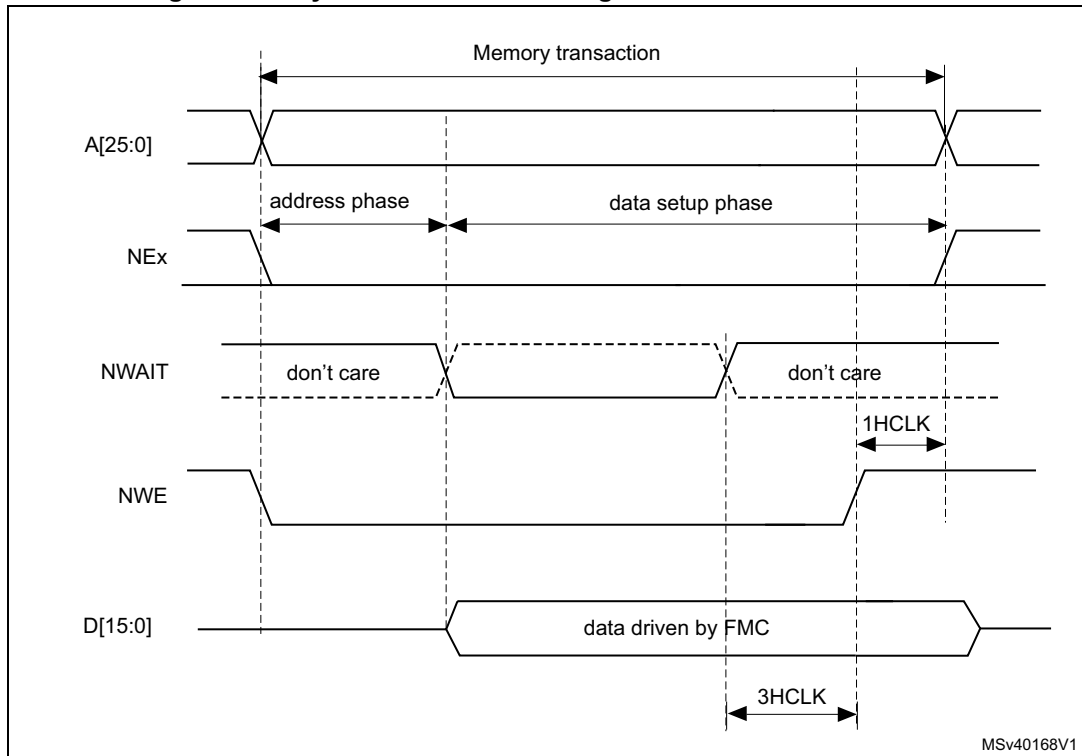 Memory transaction
A[25:0]
address phase
data setup phase
NEx
NWAIT
don't care
don't care
1HCLK
NWE
D[15:0]
data driven by FMC
3HCLK
MSv40168V1